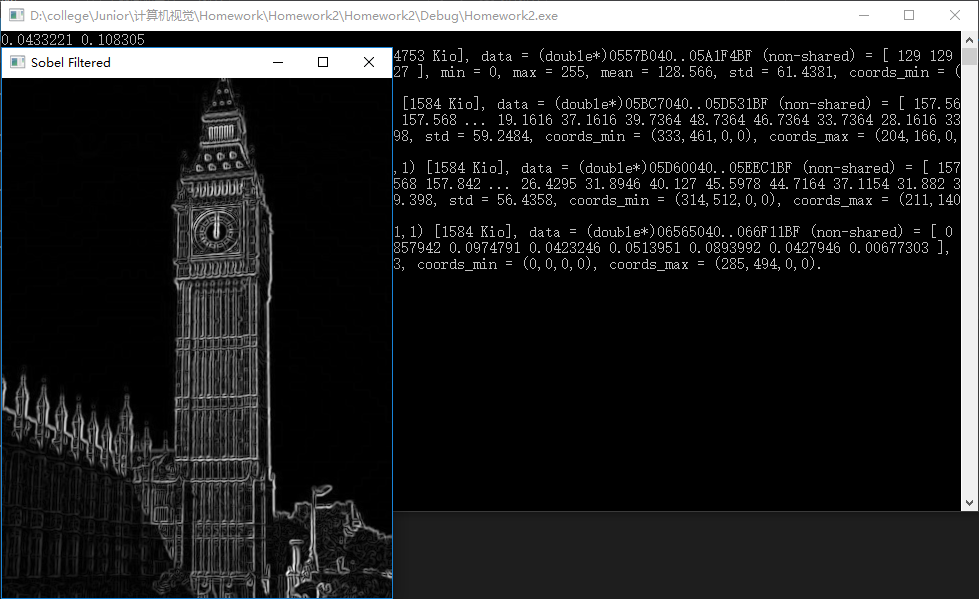 D:\college\Junior\计算机视觉\Homework\Homework2\Homework2\Debug\Homework2.exe
0.0433221 0.108305
Sobel Filtered
4753 Kio], data = (double*)0557B040..05A1F4BF (non-shared) = [ 129 129
27 ], min = 0, max = 255, mean = 128.566, std = 61.4381, coords_min = (
[1584 Kio], data = (double*)05BC7040..05D531BF (non-shared) = [ 157.56
157.568 ... 19.1616 37.1616 39.7364 48.7364 46.7364 33.7364 28.1616 33
98, std = 59.2484, coords_min = (333,461,0,0), coords_max = (204,166,0,
,1) [1584 Kio], data = (double*)05D60040..05EEC1BF (non-shared) = [ 157
568 157.842 ... 26.4295 31.8946 40.127 45.5978 44.7164 37.1154 31.882 3
9.398, std = 56.4358, coords_min = (314,512,0,0), coords_max = (211,140
1,1) [1584 Kio], data = (double*)06565040..066F11BF (non-shared) = [ 0
857942 0.0974791 0.0423246 0.0513951 0.0893992 0.0427946 0.00677303 ],
3, coords_min = (0,0,0,0), coords_max = (285,494,0,0).